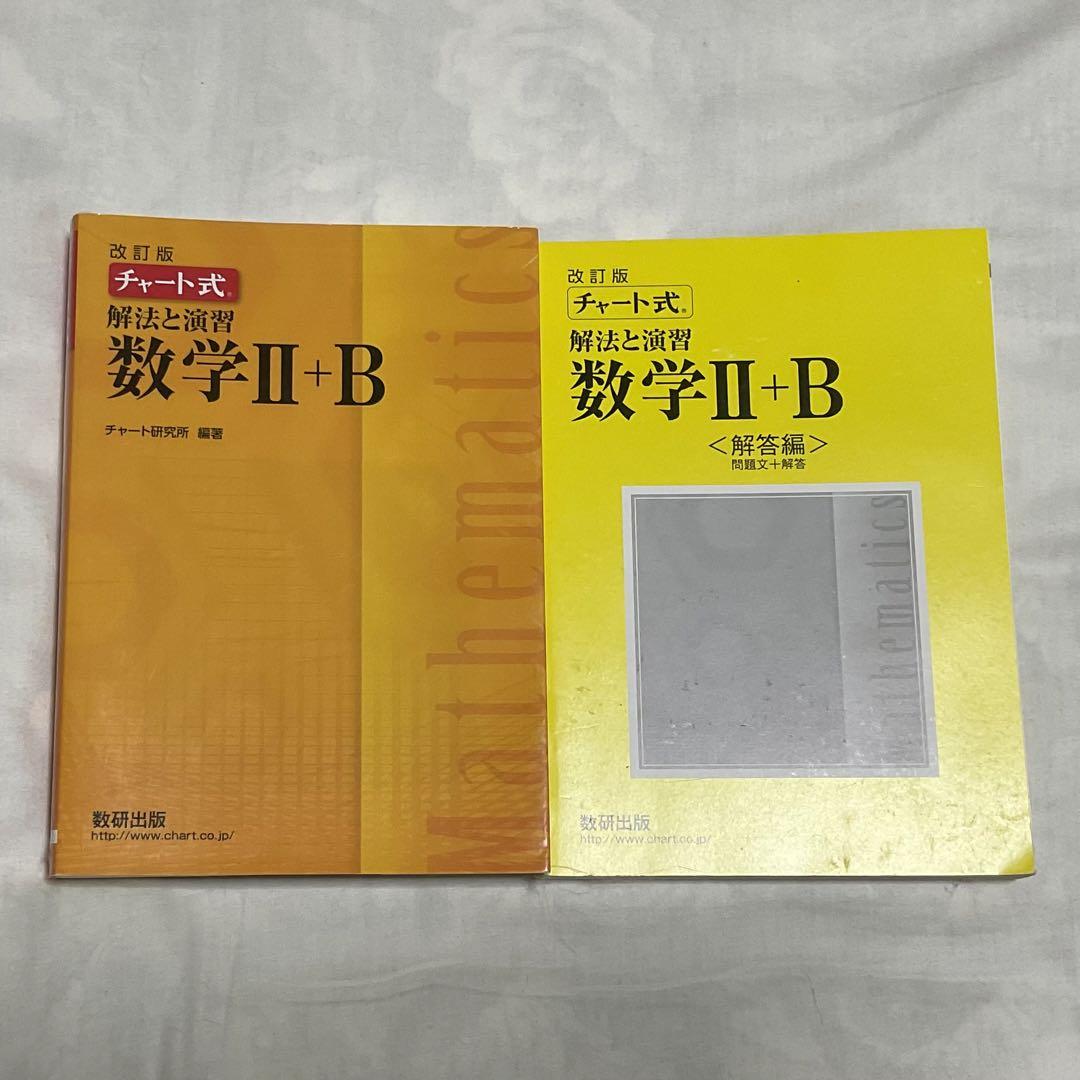 改訂版
チャート式®
解法と演習
数学Ⅱ+B
チャート研究所 編著
Mathematics
数研出版
http://www.chart.co.jp/
改訂版
チャート式®
解法と演習
数学Ⅱ+B
<解答編>
問題文+解答
Mathematics
数研出版
http://www.chart.co.jp/